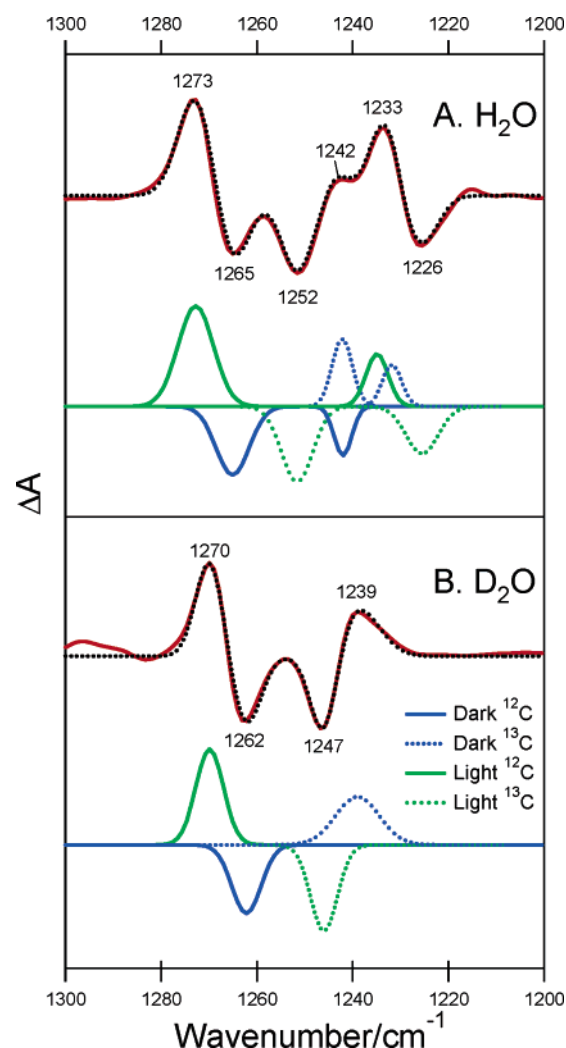 1300 1280 1260 1240 1220 1200
1273
1233
A. H₂O
1242
1265
1226
1252
ΔA
1270
B. D₂O
1239
Dark ¹²C
Dark ¹³C
1262
1247
Light ¹²C
Light ¹³C
1300 1280 1260 1240 1220 1200
Wavenumber/cm⁻¹